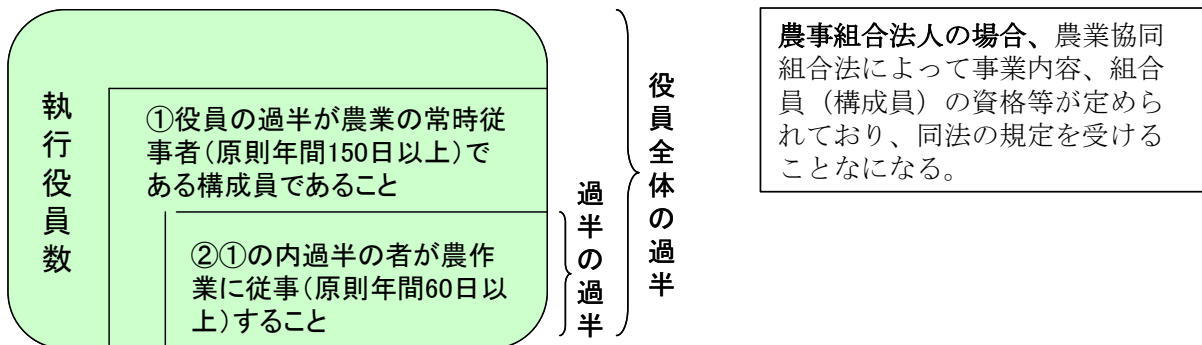 執行役員数
①役員の過半が農業の常時従
事者（原則年間150日以上）で
ある構成員であること
②①の内過半の者が農作
業に従事（原則年間60日以
上）すること
過半の過半
役員全体の過半
農事組合法人の場合、農業協同
組合法によって事業内容、組合
員（構成員）の資格等が定めら
れており、同法の規定を受ける
ことなになる。